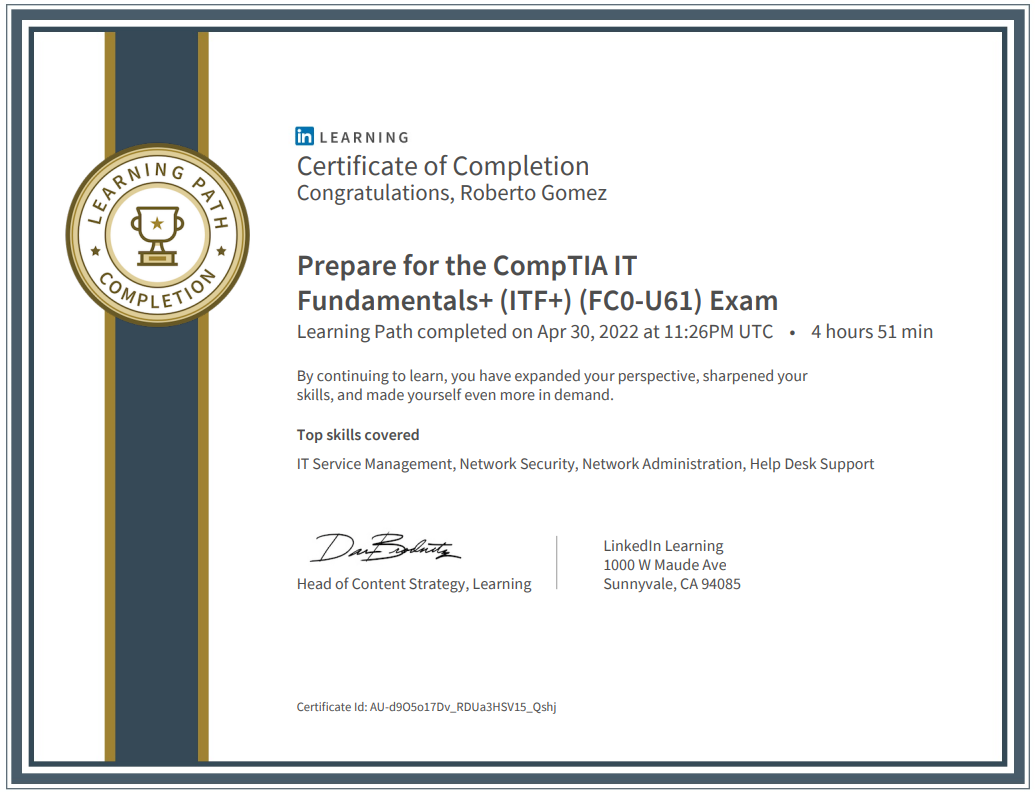 LEARNING PATH
COMPLETION
in LEARNING
Certificate of Completion
Congratulations, Roberto Gomez
Prepare for the CompTIA IT
Fundamentals+ (ITF+) (FC0-U61) Exam
Learning Path completed on Apr 30, 2022 at 11:26PM UTC • 4 hours 51 min
By continuing to learn, you have expanded your perspective, sharpened your
skills, and made yourself even more in demand.
Top skills covered
IT Service Management, Network Security, Network Administration, Help Desk Support
Head of Content Strategy, Learning
LinkedIn Learning
1000 W Maude Ave
Sunnyvale, CA 94085
Certificate Id: AU-d9O5o17Dv_RDUa3HSV15_Qshj